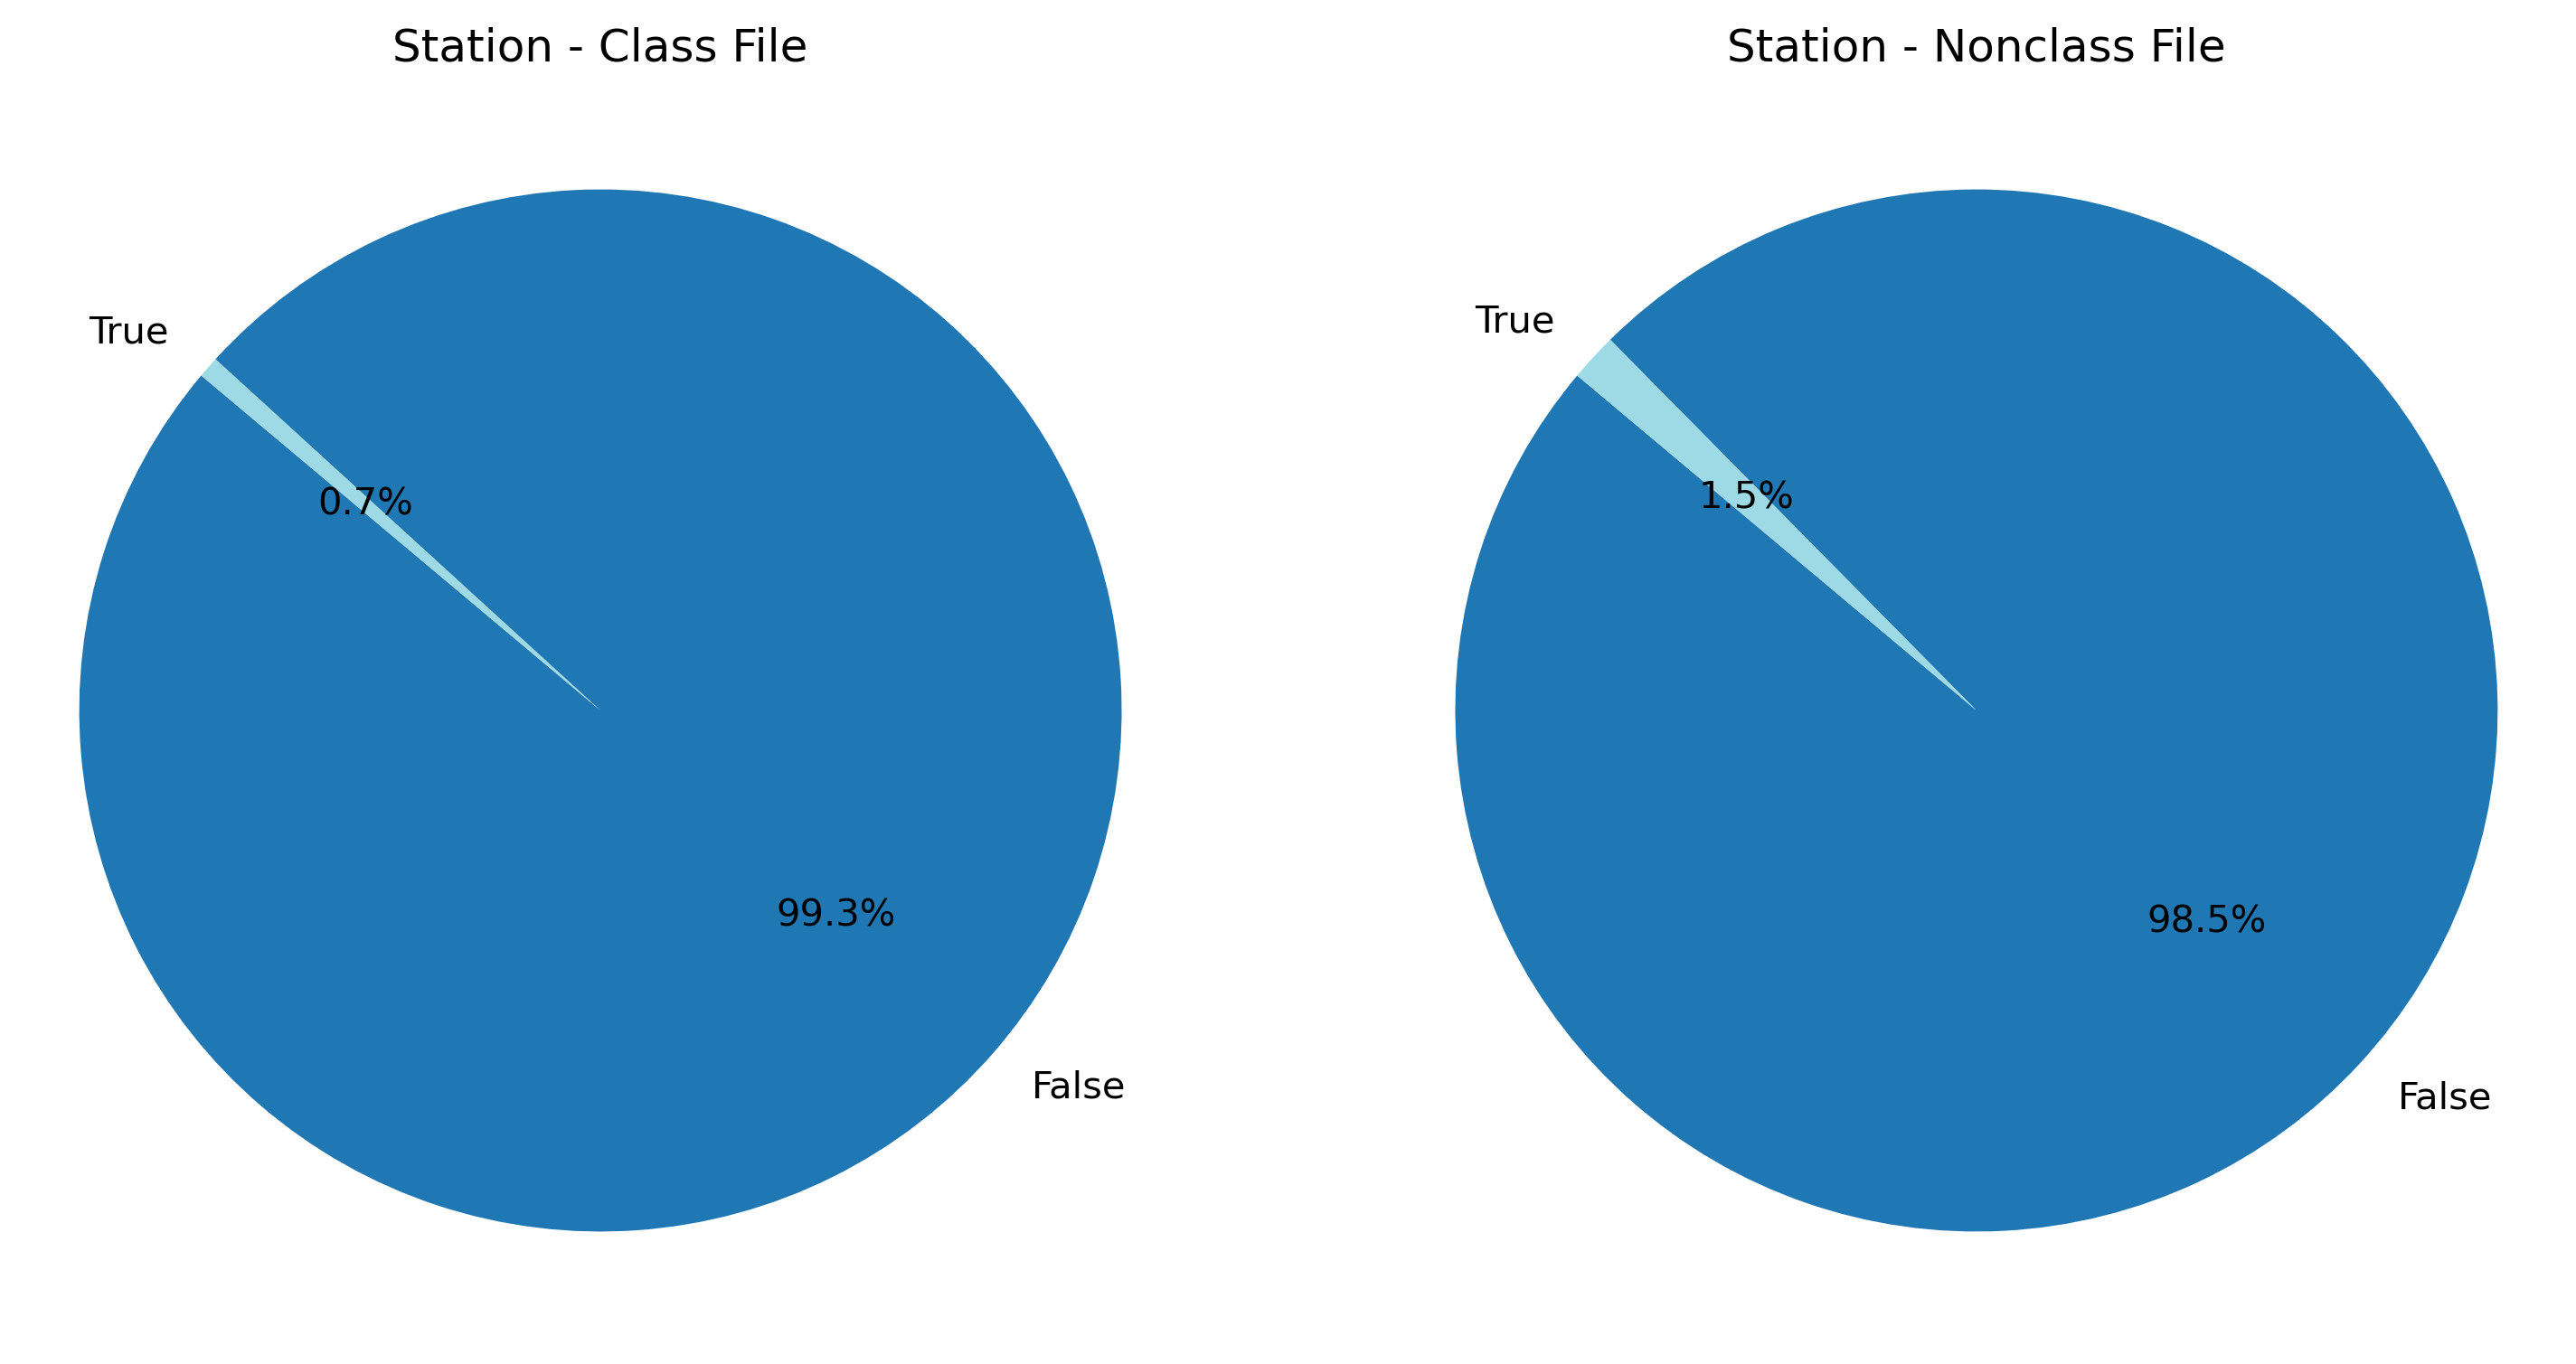 Station - Class File
True
0.7%
99.3%
False
Station - Nonclass File
True
1.5%
98.5%
False